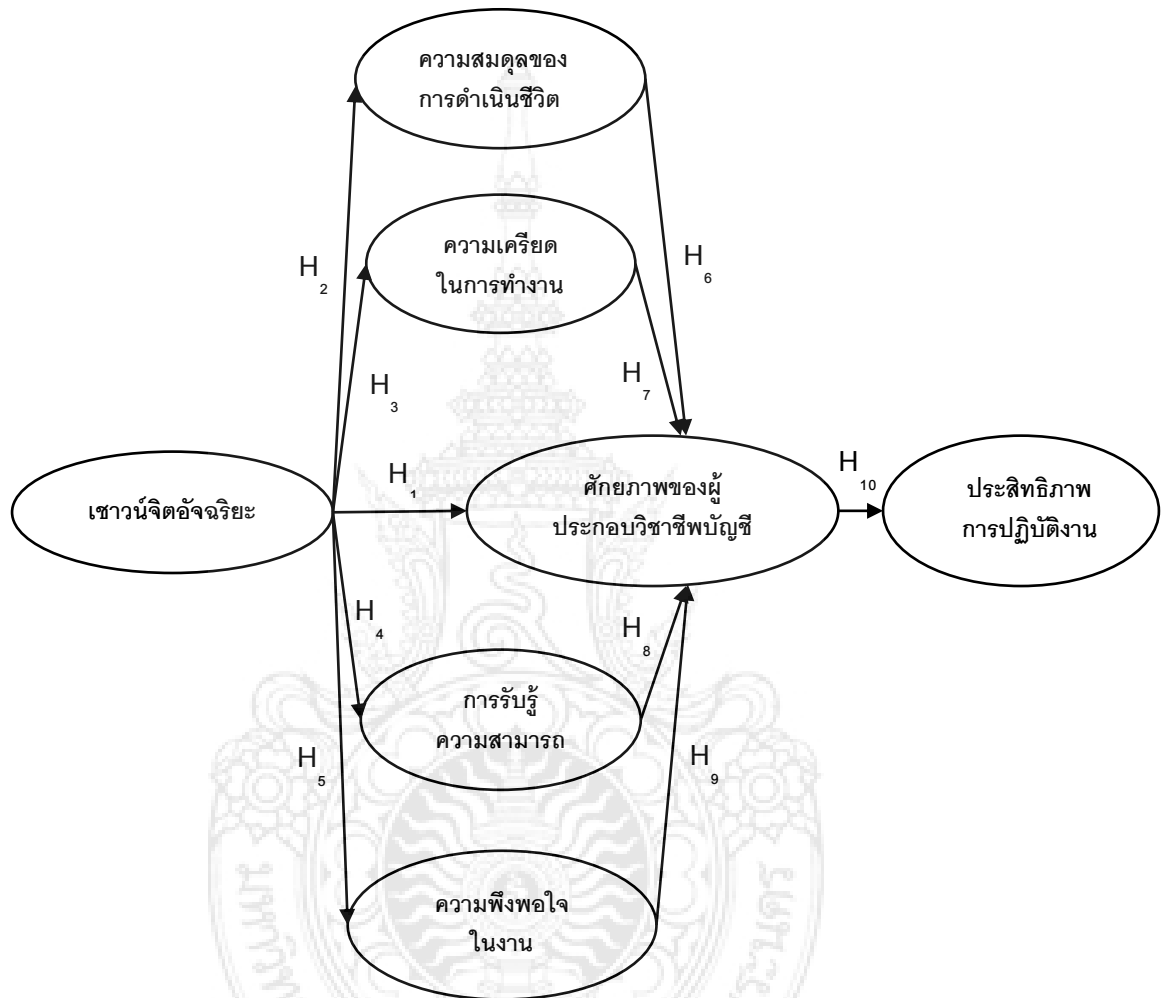 ความสมดุลของ
การดำเนินชีวิต
ความเครียด
ในการทำงาน
H2
H6
H3
H7
เชาวน์จิตอัจฉริยะ
H1
ศักยภาพของผู้
ประกอบวิชาชีพบัญชี
H10
ประสิทธิภาพ
การปฏิบัติงาน
H4
H8
การรับรู้
ความสามารถ
H5
H9
ความพึงพอใจ
ในงาน